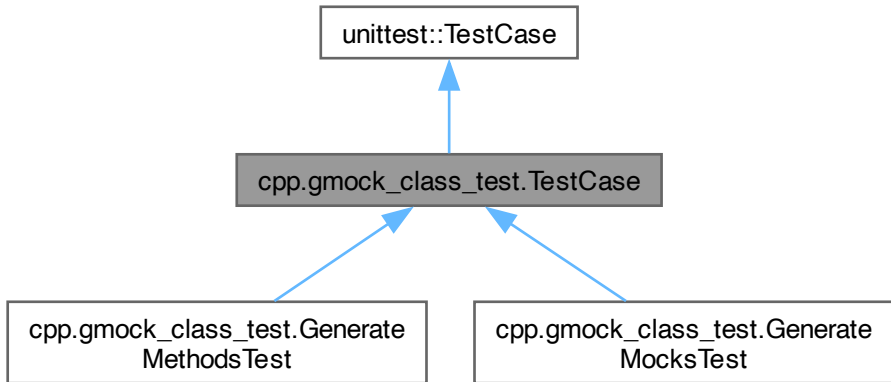 unittest::TestCase
cpp.gmock_class_test.TestCase
cpp.gmock_class_test.Generate
MethodsTest
cpp.gmock_class_test.Generate
MocksTest